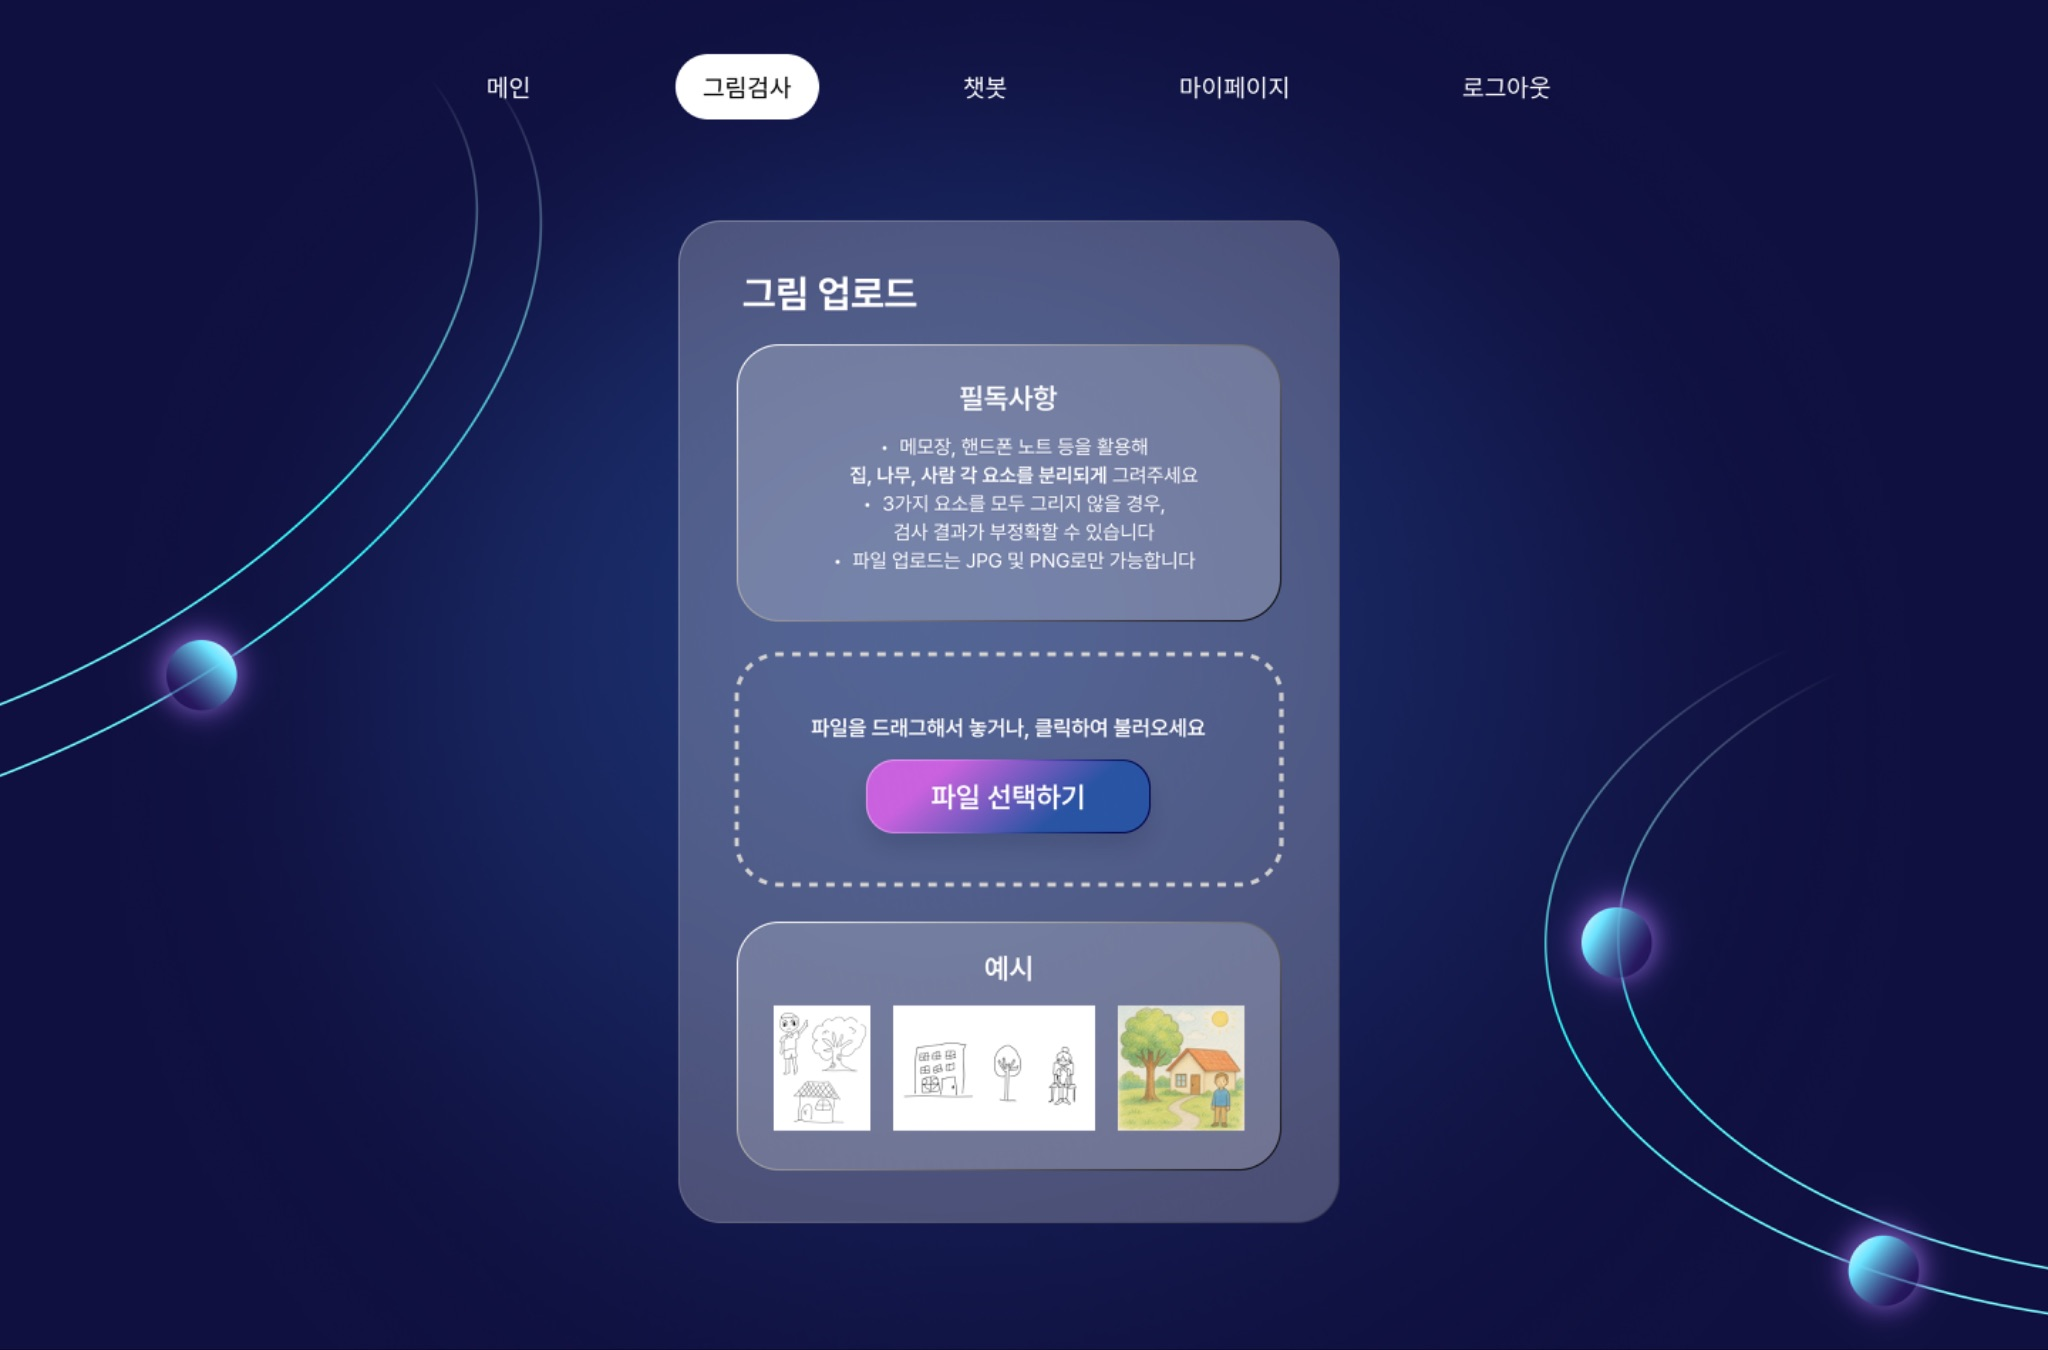 메인
그림검사
챗봇
마이페이지
로그아웃
그림 업로드
필독사항
• 메모장, 핸드폰 노트 등을 활용해
집, 나무, 사람 각 요소를 분리되게 그려주세요
• 3가지 요소를 모두 그리지 않을 경우,
검사 결과가 부정확할 수 있습니다
• 파일 업로드는 JPG 및 PNG로만 가능합니다
파일을 드래그해서 놓거나, 클릭하여 불러오세요
파일 선택하기
예시